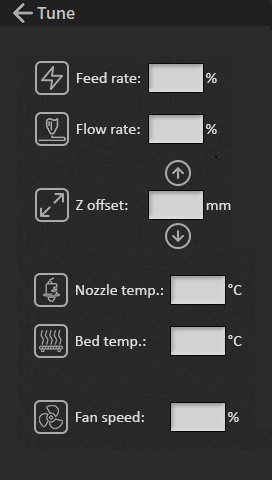 Tune
Feed rate: %
Flow rate: %
Z offset: mm
Nozzle temp.: °C
Bed temp.: °C
Fan speed: %